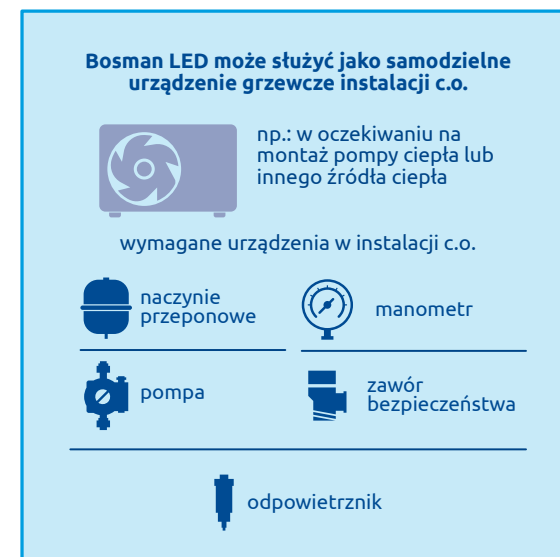 Bosman LED może służyć jako samodzielne
urządzenie grzewcze instalacji c.o.
np.: w oczekiwaniu na
montaż pompy ciepła lub
innego źródła ciepła
wymagane urządzenia w instalacji c.o.
naczynie
przeponowe
manometr
pompa
zawór
bezpieczeństwa
odpowietrznik